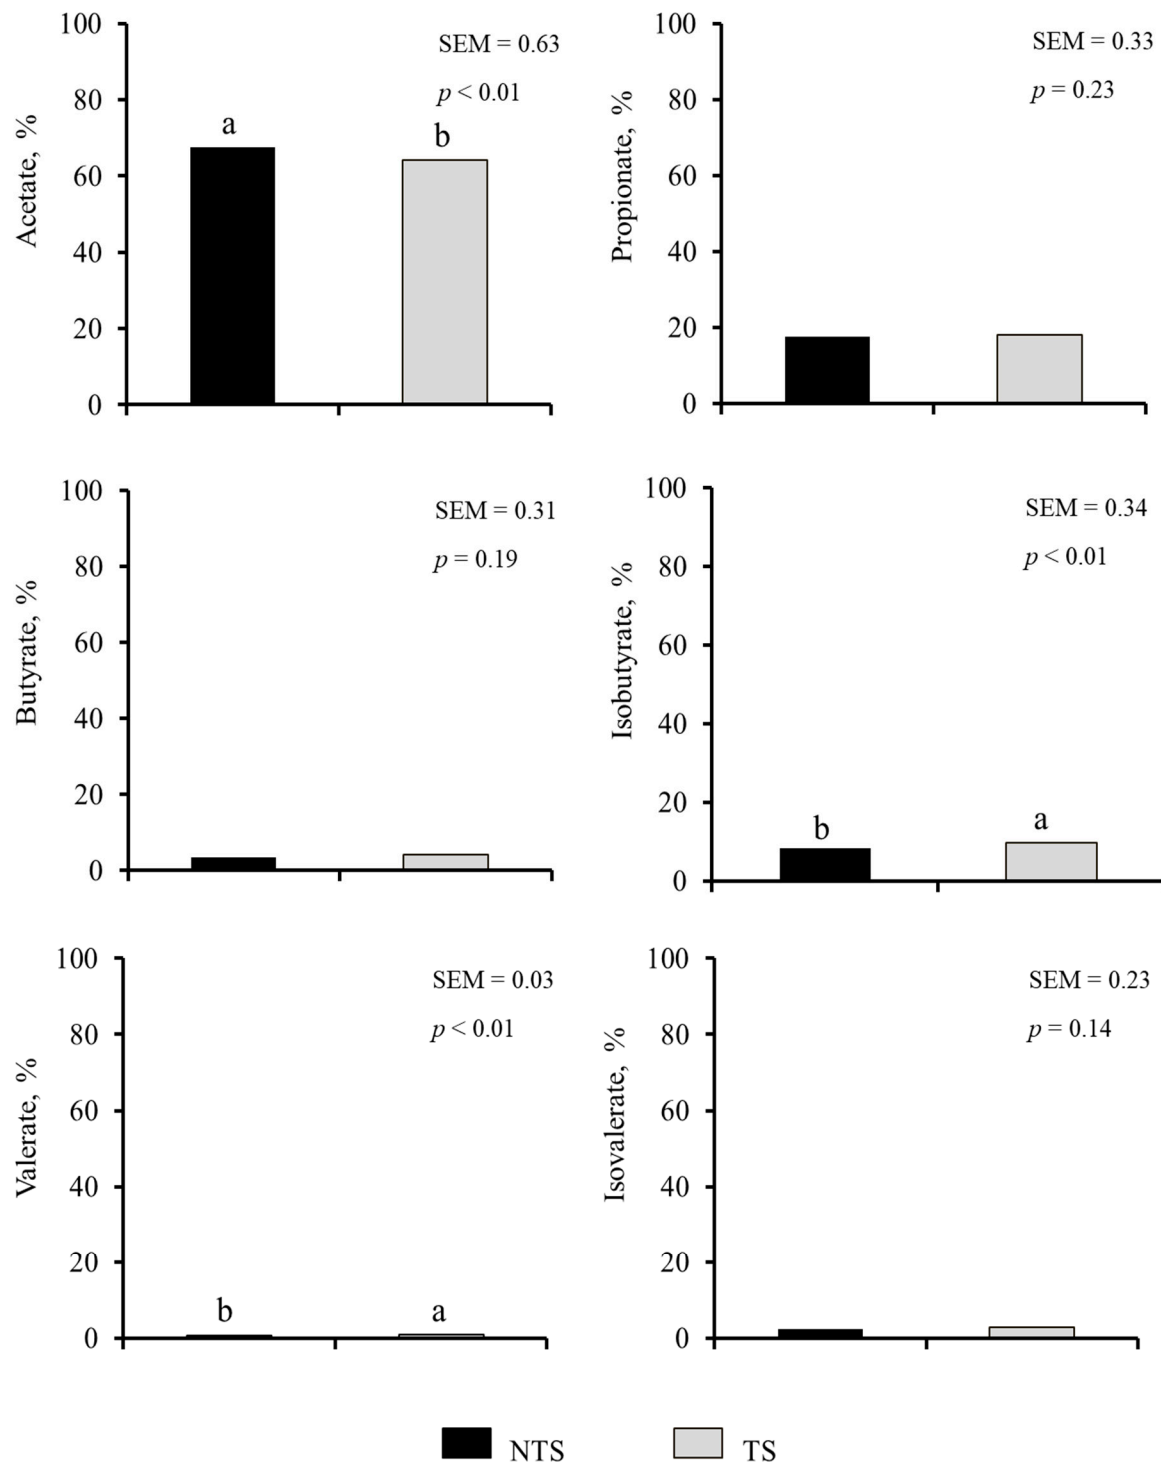 Acetate, %
100
80
60
40
20
0
SEM = 0.63
p < 0.01
a
b
Propionate, %
100
80
60
40
20
0
SEM = 0.33
p = 0.23
Butyrate, %
100
80
60
40
20
0
SEM = 0.31
p = 0.19
Isobutyrate, %
100
80
60
40
20
0
SEM = 0.34
p < 0.01
b
a
Valerate, %
100
80
60
40
20
0
SEM = 0.03
p < 0.01
b
a
Isovalerate, %
100
80
60
40
20
0
SEM = 0.23
p = 0.14
NTS
TS